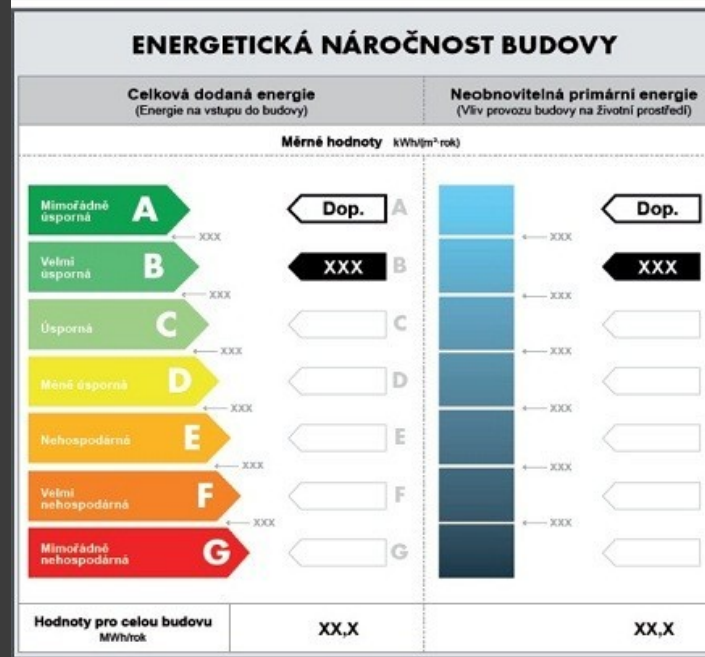 ENERGETICKÁ NÁROČNOST BUDOVY
Celková dodaná energie
(Energie na vstupu do budovy)
Neobnovitelná primární energie
(Vliv provozu budovy na životní prostředí)
Měrné hodnoty kWh/(m²·rok)
Mimořádně
úsporná
A
Dop.
A
Dop.
XXX
XXX
Velmi
úsporná
B
XXX
B
XXX
XXX
XXX
Úsporná
C
C
XXX
XXX
Méně úsporná
D
D
XXX
XXX
Nehospodárná
E
E
XXX
XXX
Velmi
nehospodárná
F
F
XXX
XXX
Mimořádně
nehospodárná
G
G
Hodnoty pro celou budovu
MWh/rok
XX,X
XX,X